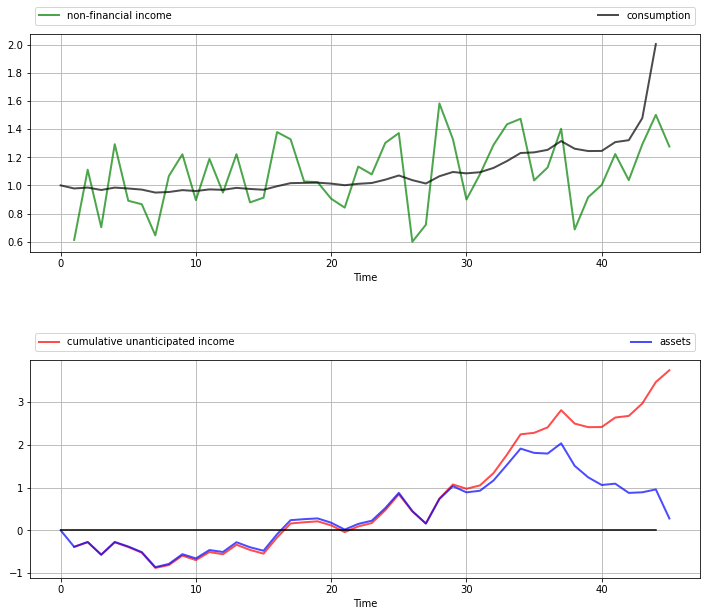 non-financial income consumption
2.0
1.8
1.6
1.4
1.2
1.0
0.8
0.6
0 10 20 30 40
Time
cumulative unanticipated income assets
3
2
1
0
−1
0 10 20 30 40
Time